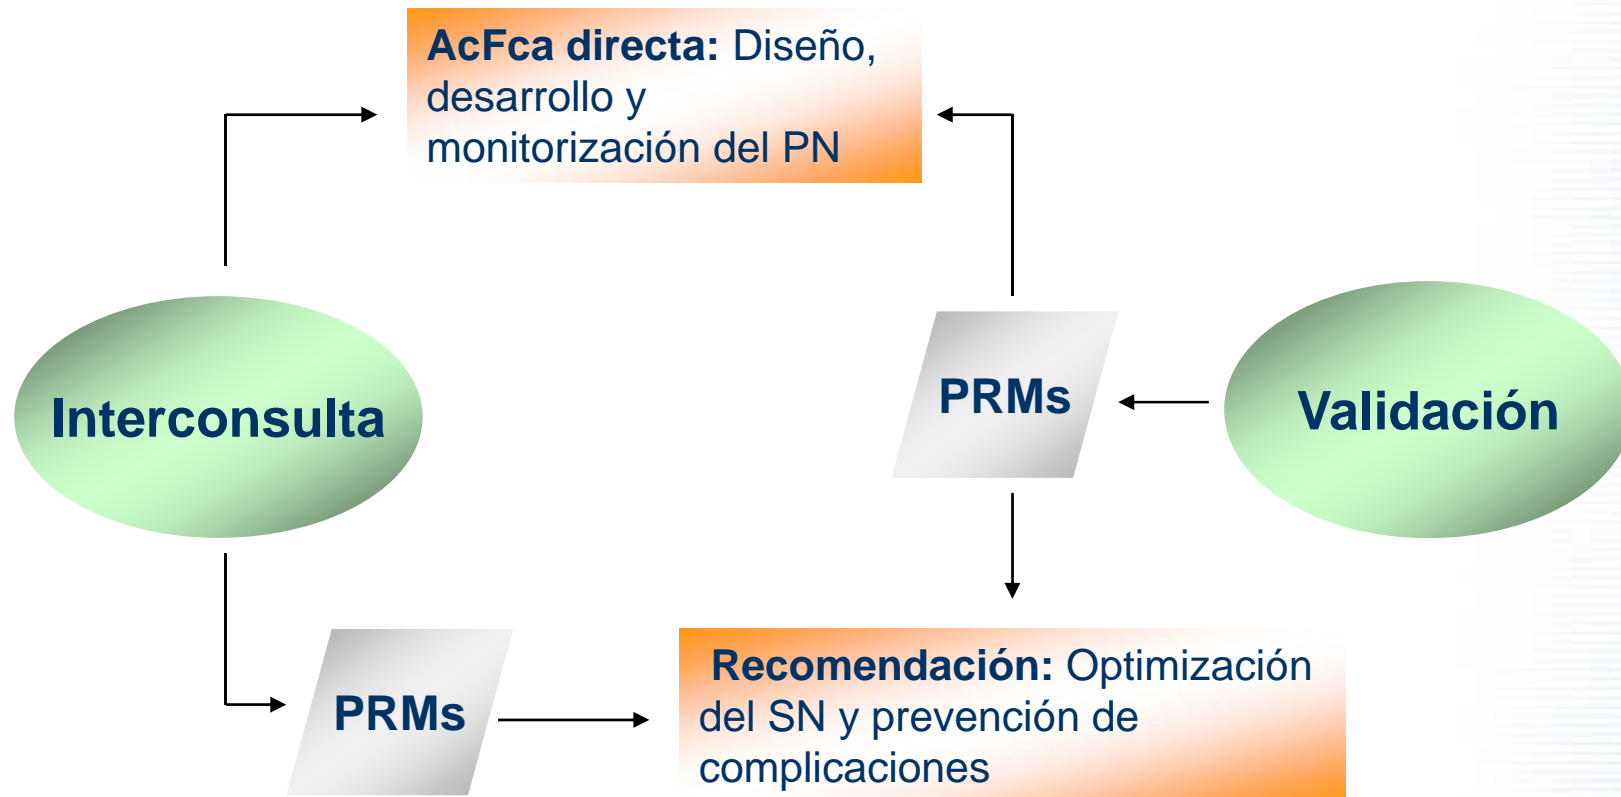 AcFca directa: Diseño,
desarrollo y
monitorización del PN
Interconsulta
PRMs
Validación
PRMs
Recomendación: Optimización
del SN y prevención de
complicaciones